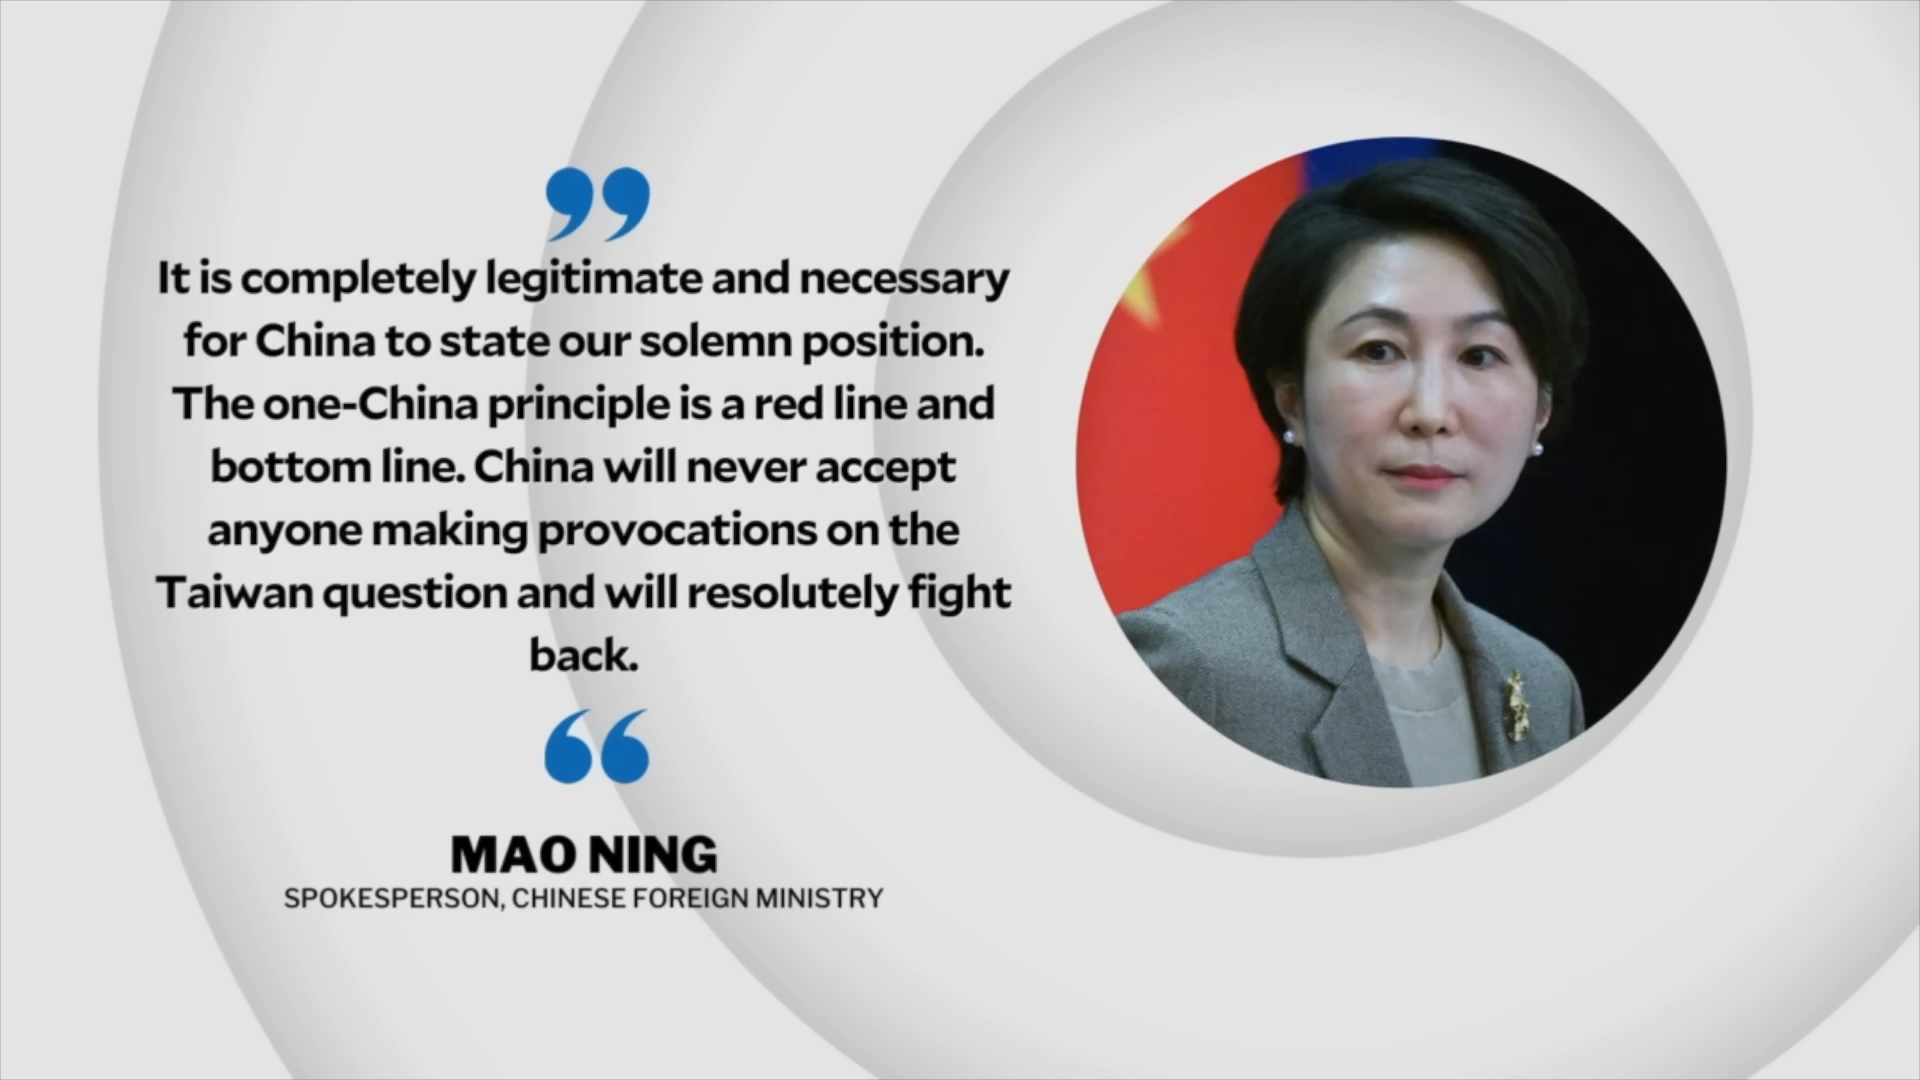 ”
It is completely legitimate and necessary
for China to state our solemn position.
The one-China principle is a red line and
bottom line. China will never accept
anyone making provocations on the
Taiwan question and will resolutely fight
back.
“
MAO NING
SPOKESPERSON, CHINESE FOREIGN MINISTRY